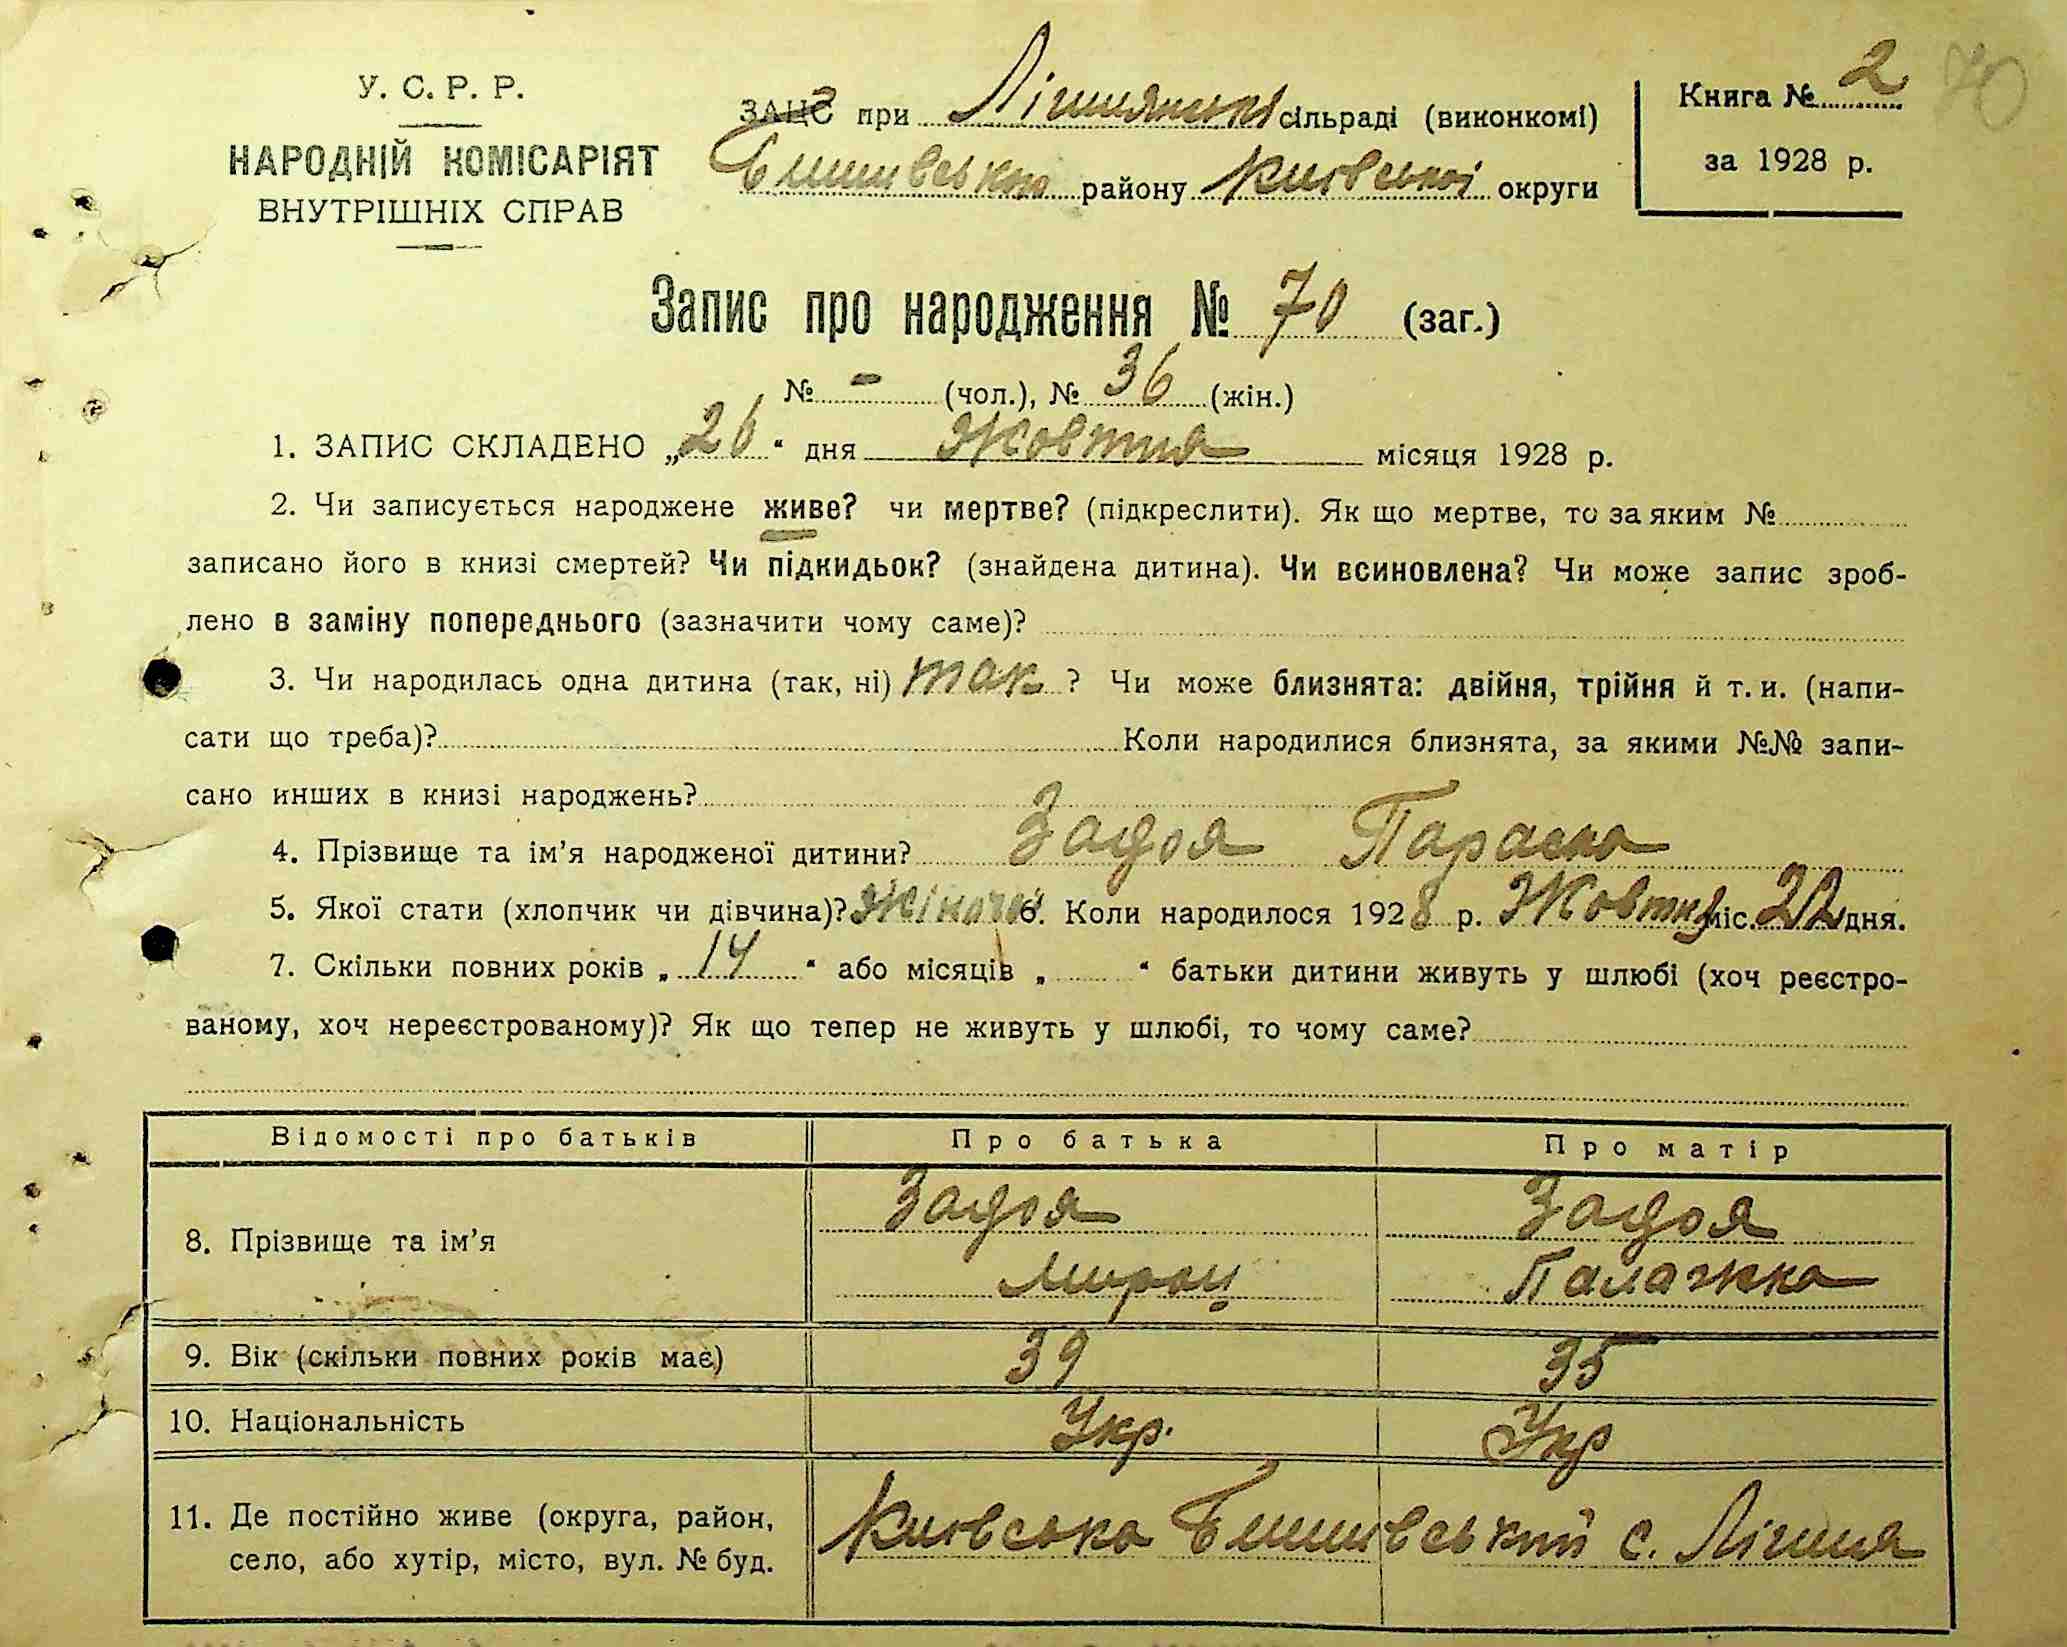 У. С. Р. Р.
НАРОДНІЙ КОМІСАРІЯТ
ВНУТРІШНІХ СПРАВ
ЗАЦС при Лішнянській сільраді (виконкомі)
Бишівського району Київської округи
Книга № 2
за 1928 р.
70
Запис про народження № 70 (заг.)
№ - (чол.), № 36 (жін.)
1. ЗАПИС СКЛАДЕНО „26“ дня Жовтня місяця 1928 р.
2. Чи записується народжене живе? чи мертве? (підкреслити). Як що мертве, то за яким №
записано його в книзі смертей? Чи підкидьок? (знайдена дитина). Чи всиновлена? Чи може запис зроб-
лено в заміну попереднього (зазначити чому саме)?
3. Чи народилась одна дитина (так, ні) так ? Чи може близнята: двійня, трійня й т. и. (напи-
сати що треба)? Коли народилися близнята, за якими №№ запи-
сано инших в книзі народжень?
4. Прізвище та ім’я народженої дитини? Задоя Параска
5. Якої стати (хлопчик чи дівчина)? Жіночої 6. Коли народилося 1928 р. Жовтня міс. 22 дня.
7. Скільки повних років „ 14 “ або місяців „ “ батьки дитини живуть у шлюбі (хоч реєстро-
ваному, хоч нереєстрованому)? Як що тепер не живуть у шлюбі, то чому саме?
Відомості про батьків Про батька Про матір
8. Прізвище та ім’я Задоя Задоя
Мирон Палажка
9. Вік (скільки повних років має) 39 35
10. Національність Укр. Укр
11. Де постійно живе (округа, район,
село, або хутір, місто, вул. № буд. Київська Бишивський с. Лішня